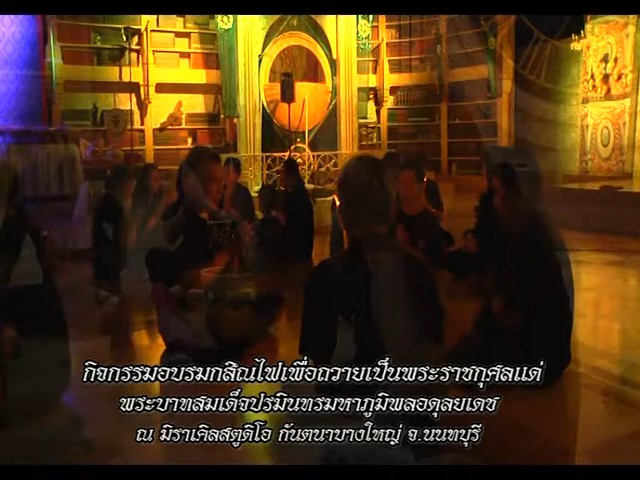 กิจกรรมอบรมกสิณไฟเพื่อถวายเป็นพระราชกุศลแด่
พระบาทสมเด็จปรมินทรมหาภูมิพลอดุลยเดช
ณ มิราเคิลสตูดิโอ กันตนาบางใหญ่ จ.นนทบุรี